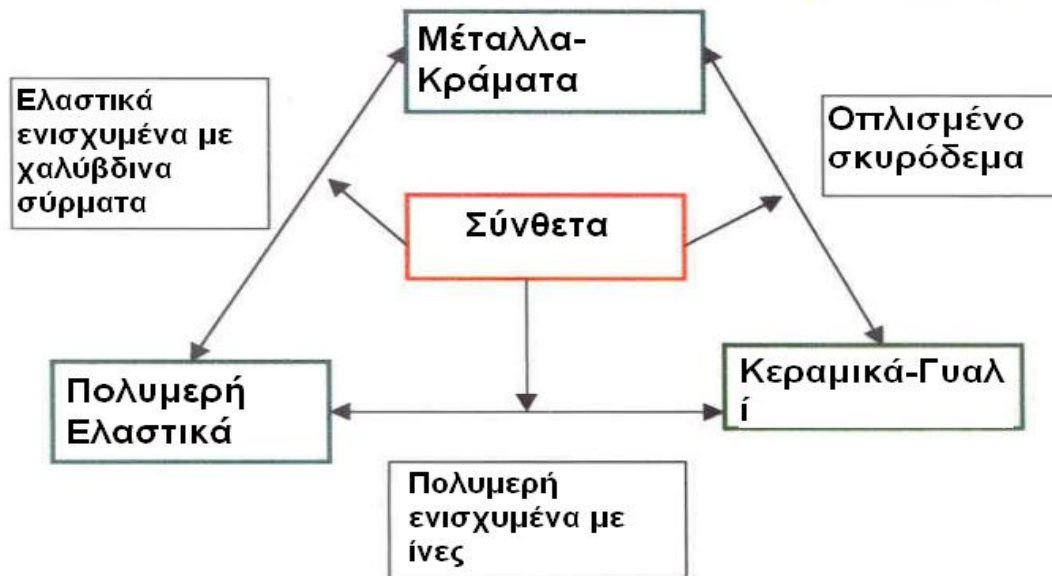 Μέταλλα-
Κράματα
Ελαστικά
ενισχυμένα με
χαλύβδινα
σύρματα
Οπλισμένο
σκυρόδεμα
Σύνθετα
Πολυμερή
Ελαστικά
Κεραμικά-Γυαλ
ί
Πολυμερή
ενισχυμένα με
ίνες